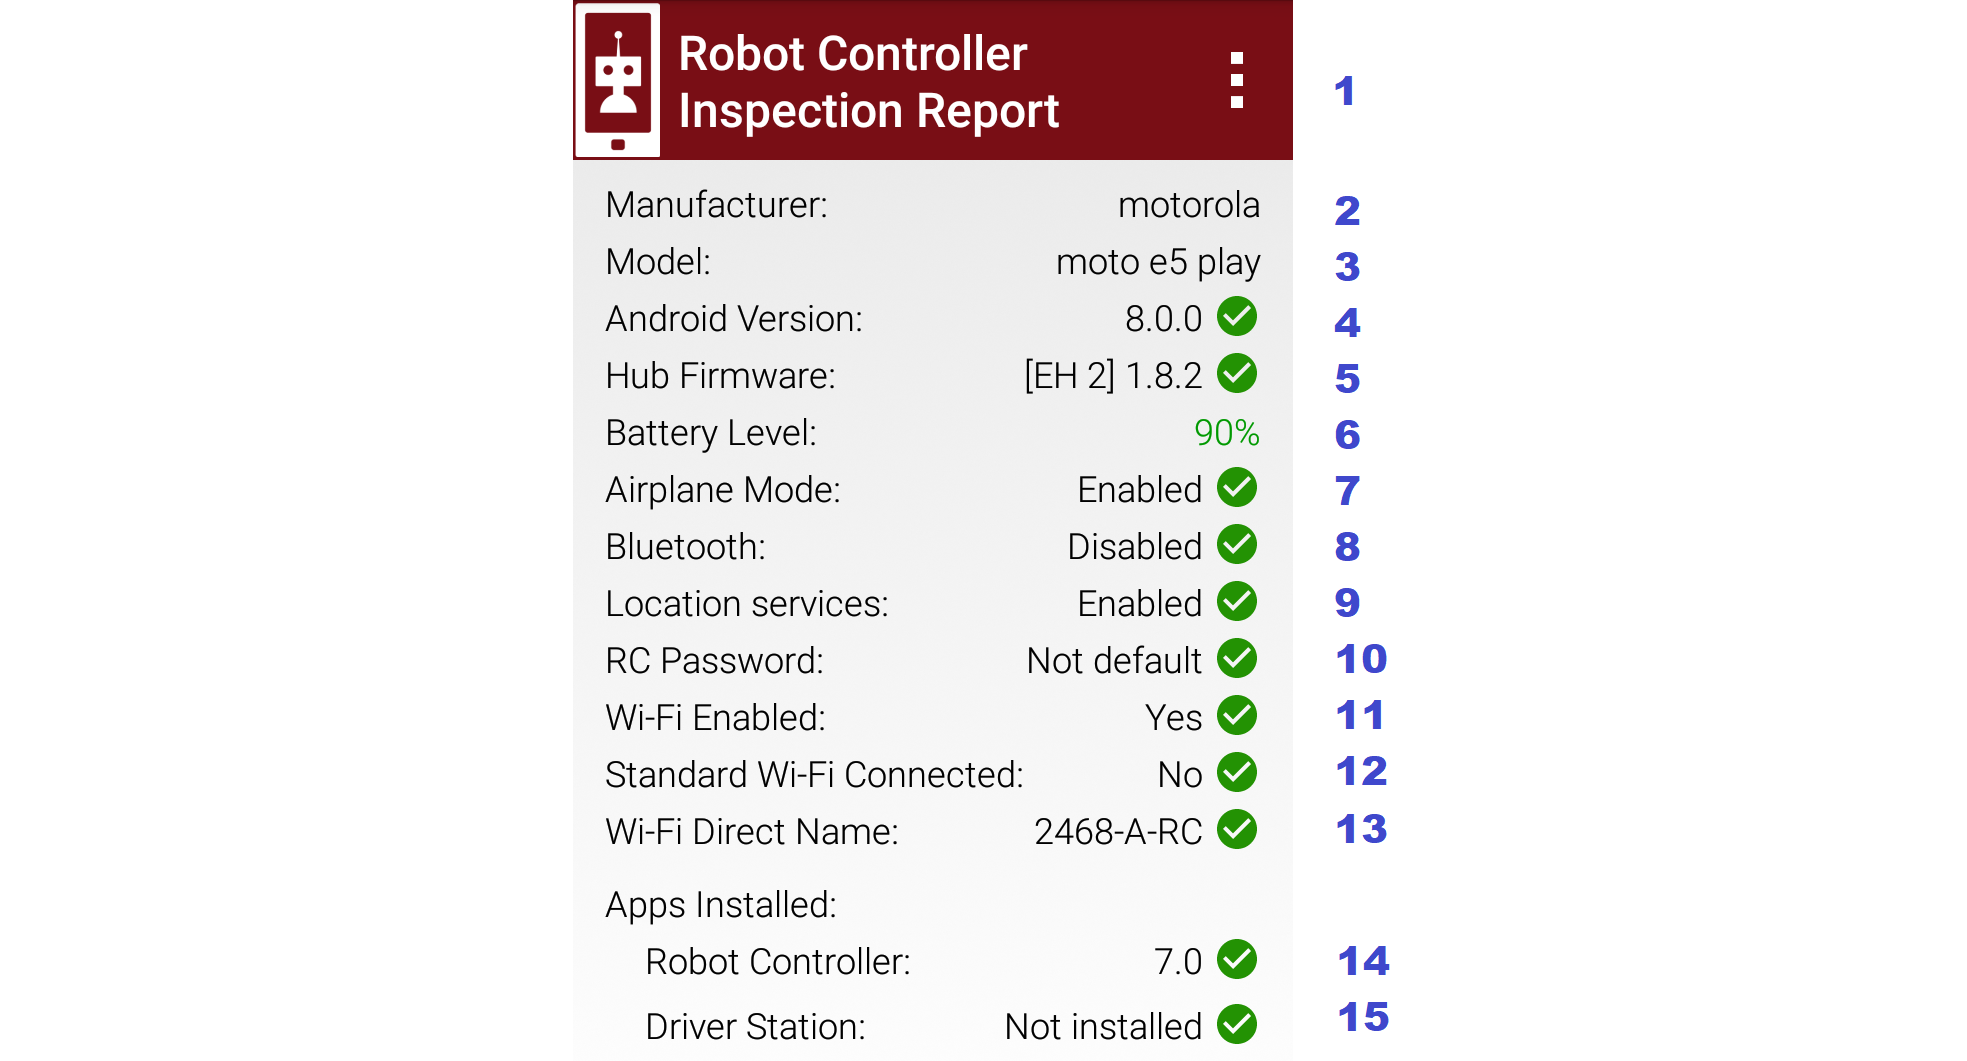 Robot Controller
Inspection Report 1
Manufacturer: motorola 2
Model: moto e5 play 3
Android Version: 8.0.0 4
Hub Firmware: [EH 2] 1.8.2 5
Battery Level: 90% 6
Airplane Mode: Enabled 7
Bluetooth: Disabled 8
Location services: Enabled 9
RC Password: Not default 10
Wi-Fi Enabled: Yes 11
Standard Wi-Fi Connected: No 12
Wi-Fi Direct Name: 2468-A-RC 13
Apps Installed:
Robot Controller: 7.0 14
Driver Station: Not installed 15